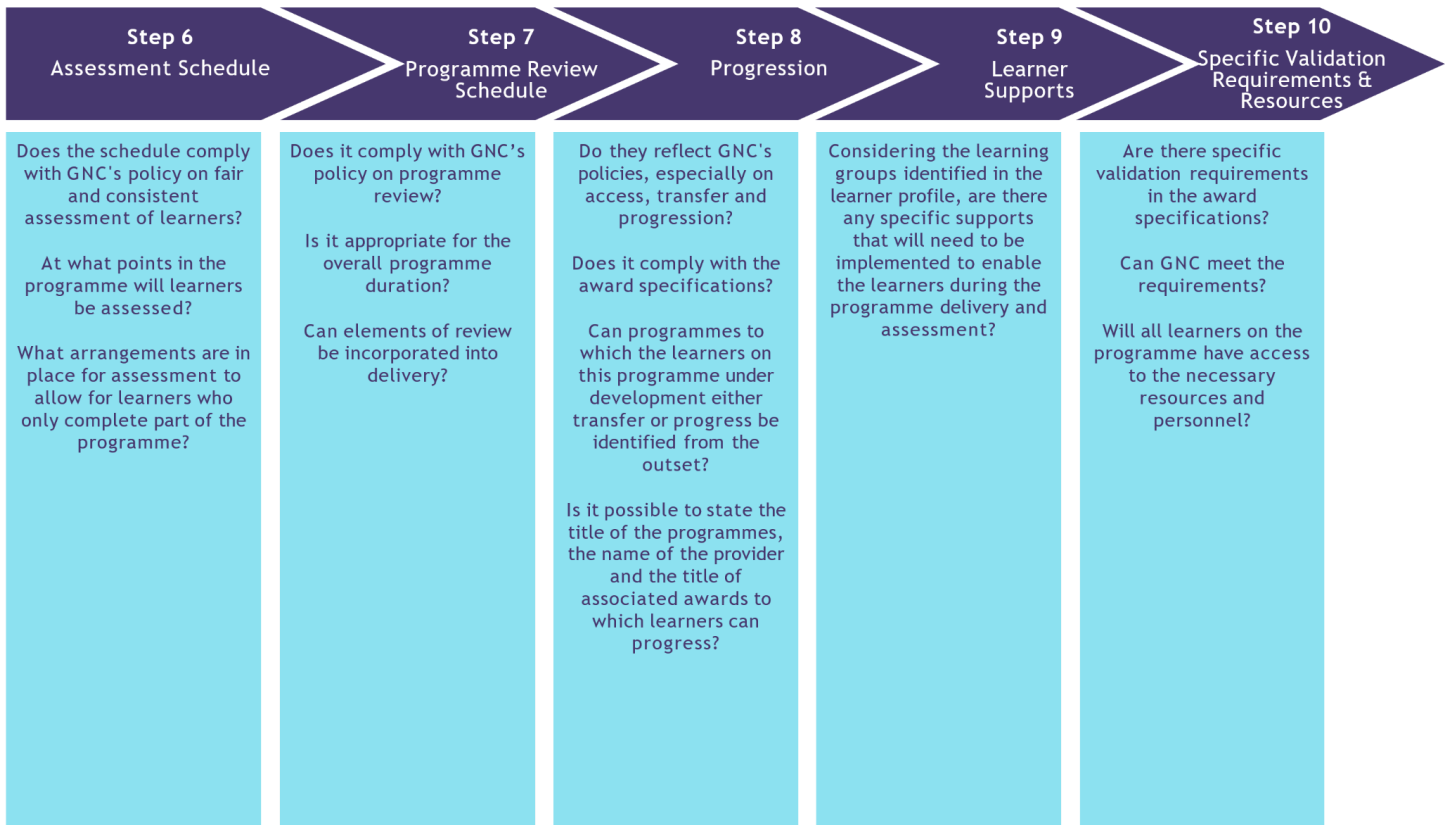 Step 6
Assessment Schedule
Step 7
Programme Review
Schedule
Step 8
Progression
Step 9
Learner
Supports
Step 10
Specific Validation
Requirements &
Resources
Does the schedule comply
with GNC's policy on fair
and consistent
assessment of learners?
At what points in the
programme will learners
be assessed?
What arrangements are in
place for assessment to
allow for learners who
only complete part of the
programme?
Does it comply with GNC’s
policy on programme
review?
Is it appropriate for the
overall programme
duration?
Can elements of review
be incorporated into
delivery?
Do they reflect GNC's
policies, especially on
access, transfer and
progression?
Does it comply with the
award specifications?
Can programmes to
which the learners on
this programme under
development either
transfer or progress be
identified from the
outset?
Is it possible to state the
title of the programmes,
the name of the provider
and the title of
associated awards to
which learners can
progress?
Considering the learning
groups identified in the
learner profile, are there
any specific supports
that will need to be
implemented to enable
the learners during the
programme delivery and
assessment?
Are there specific
validation requirements
in the award
specifications?
Can GNC meet the
requirements?
Will all learners on the
programme have access
to the necessary
resources and
personnel?